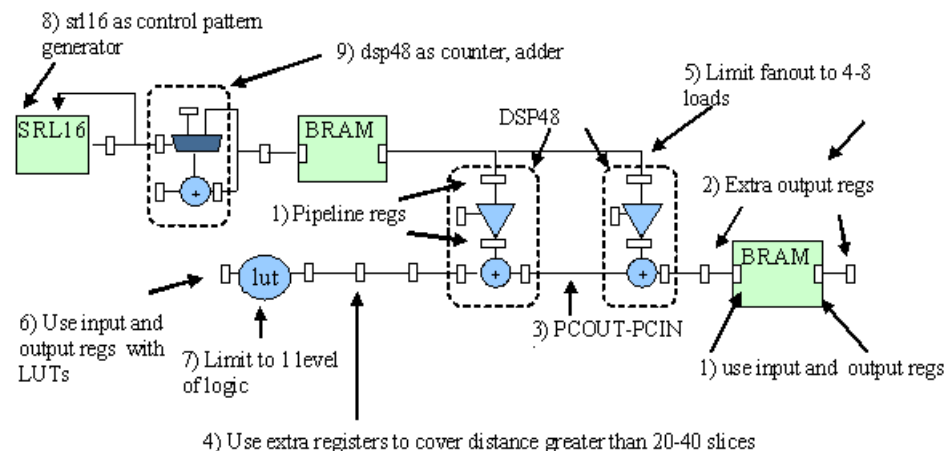 8) srl16 as control pattern
generator
9) dsp48 as counter, adder
5) Limit fanout to 4-8
loads
SRL16
BRAM
DSP48
2) Extra output regs
1) Pipeline regs
+
+
+
lut
BRAM
3) PCOUT-PCIN
6) Use input and
output regs with
LUTs
7) Limit to 1 level
of logic
1) use input and output regs
4) Use extra registers to cover distance greater than 20-40 slices